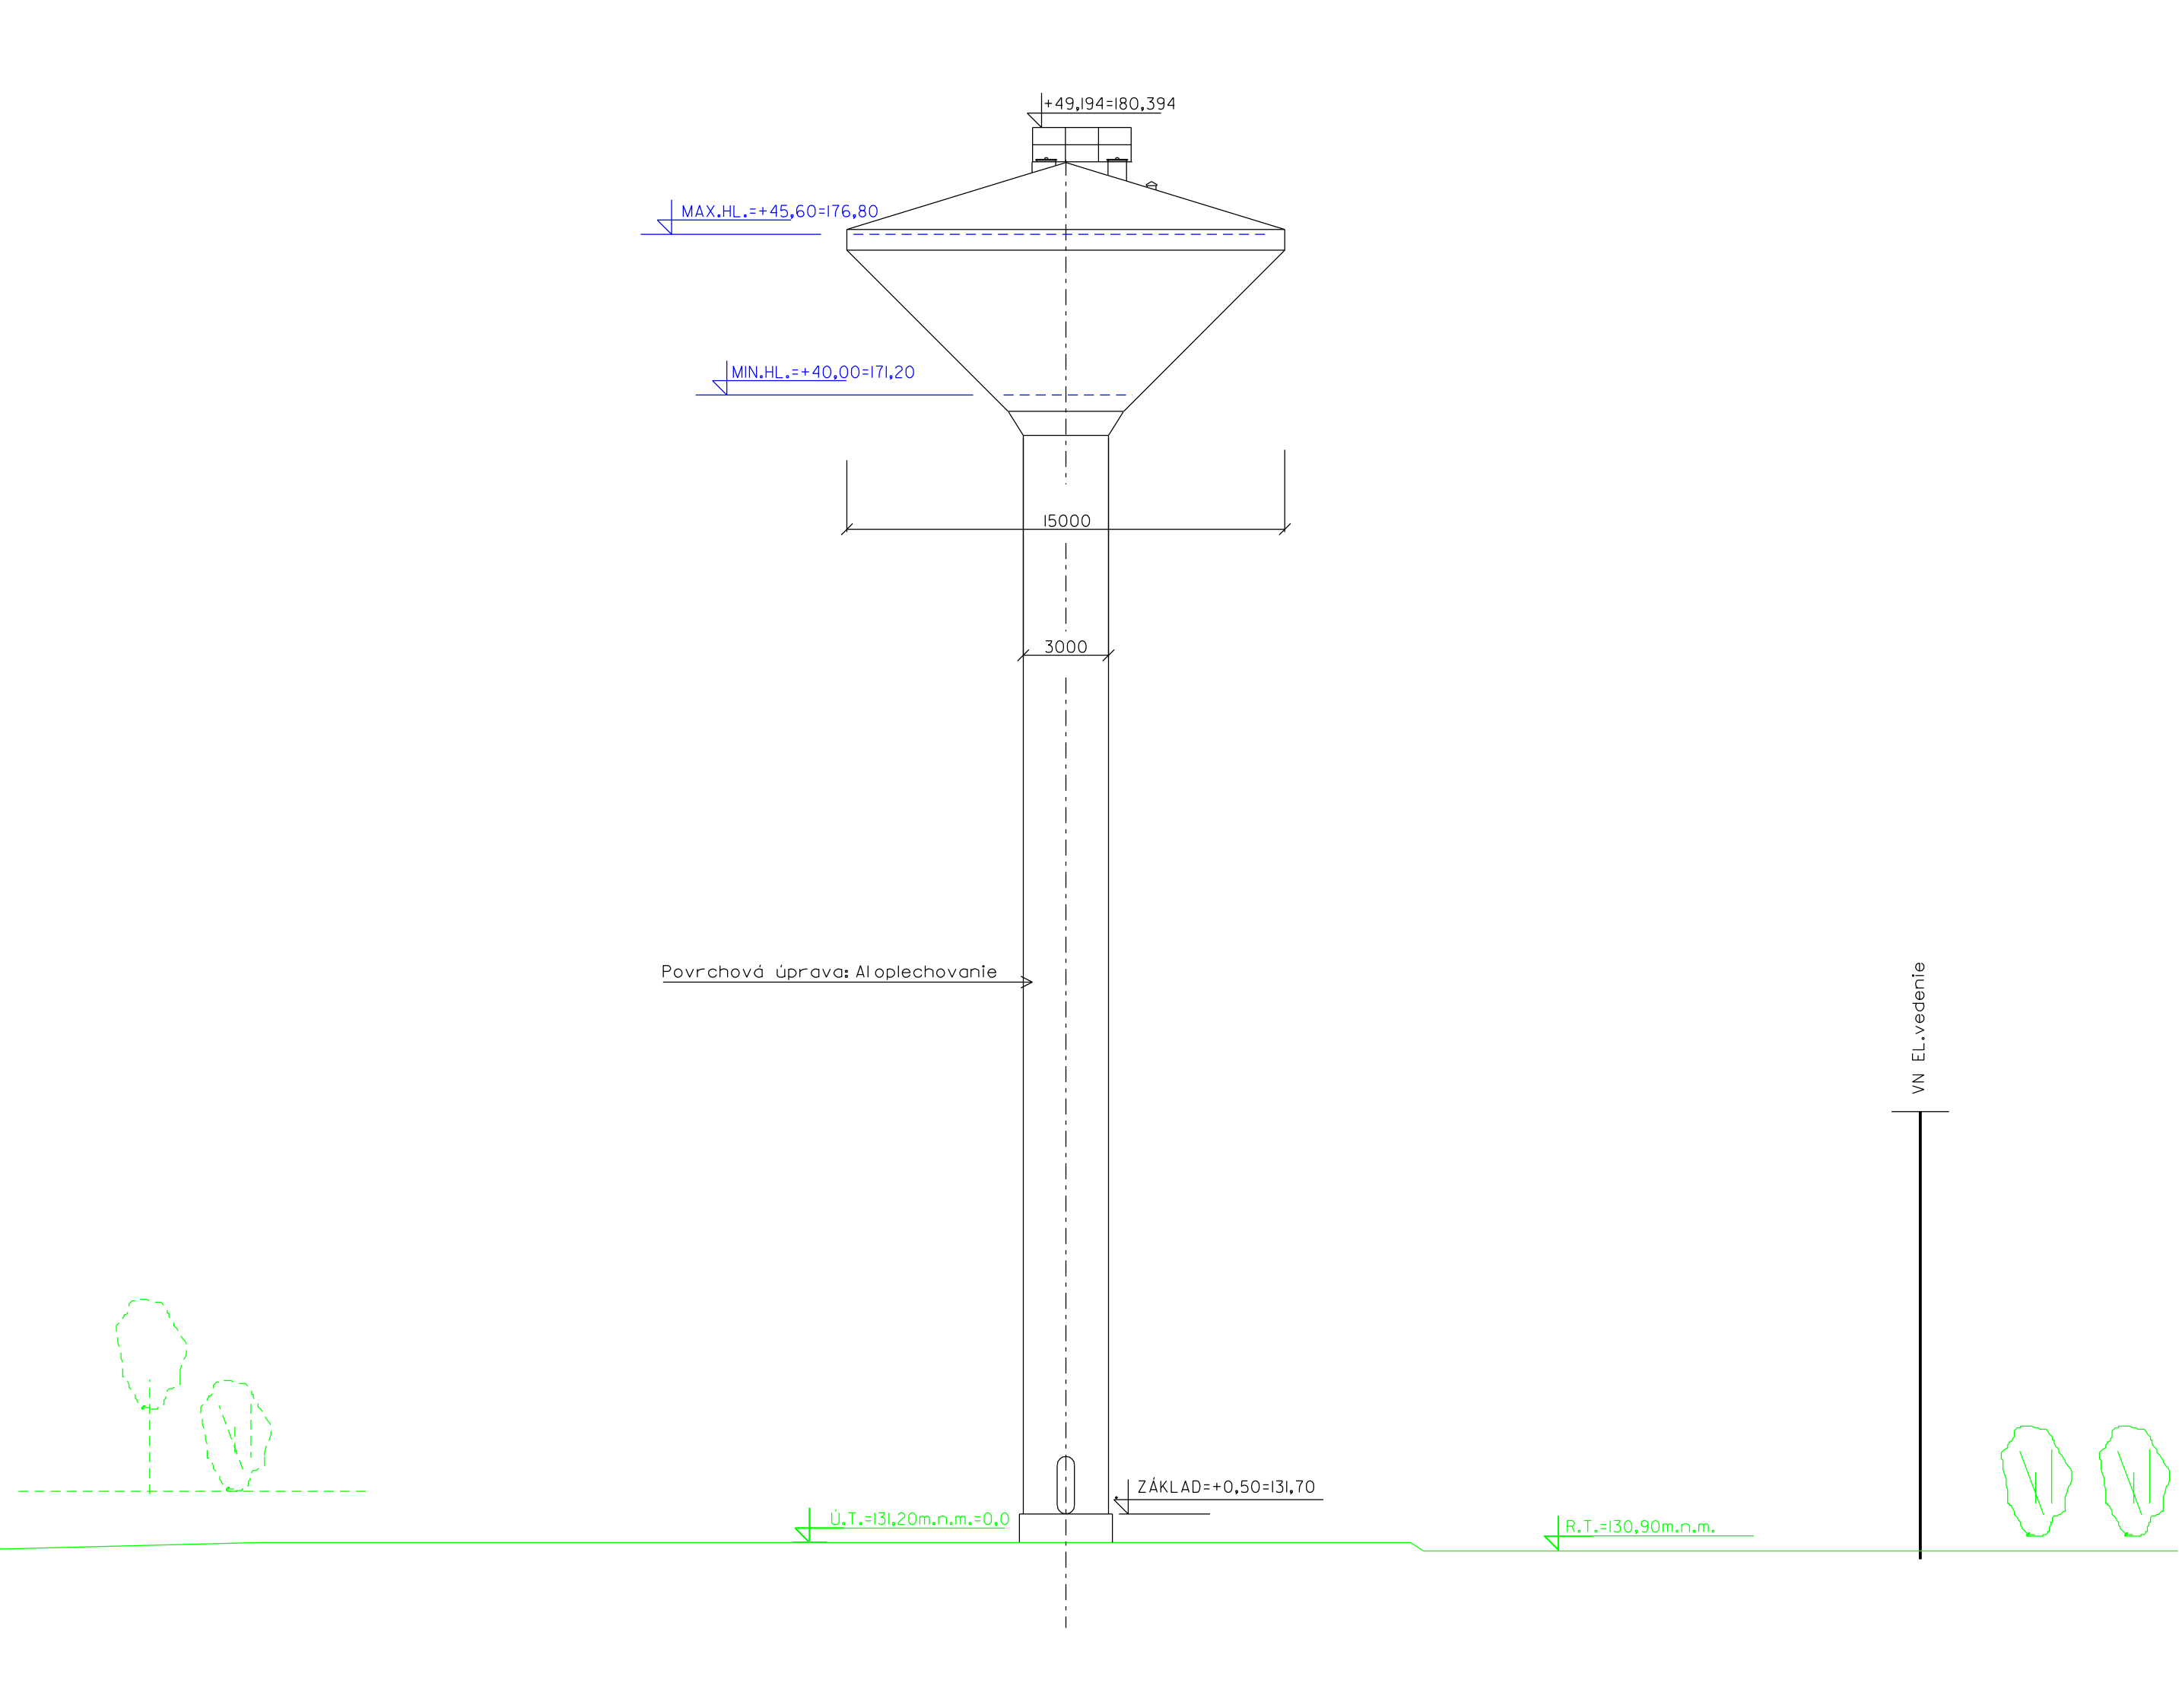 +49,194=180,394
MAX.HL.=+45,60=176,80
MIN.HL.=+40,00=171,20
15000
3000
Povrchová úprava: Aloplechovanie
VN EL.vedenie
ZÁKLAD=+0,50=131,70
Ú.T.=131,20m.n.m.=0,0
R.T.=130,90m.n.m.